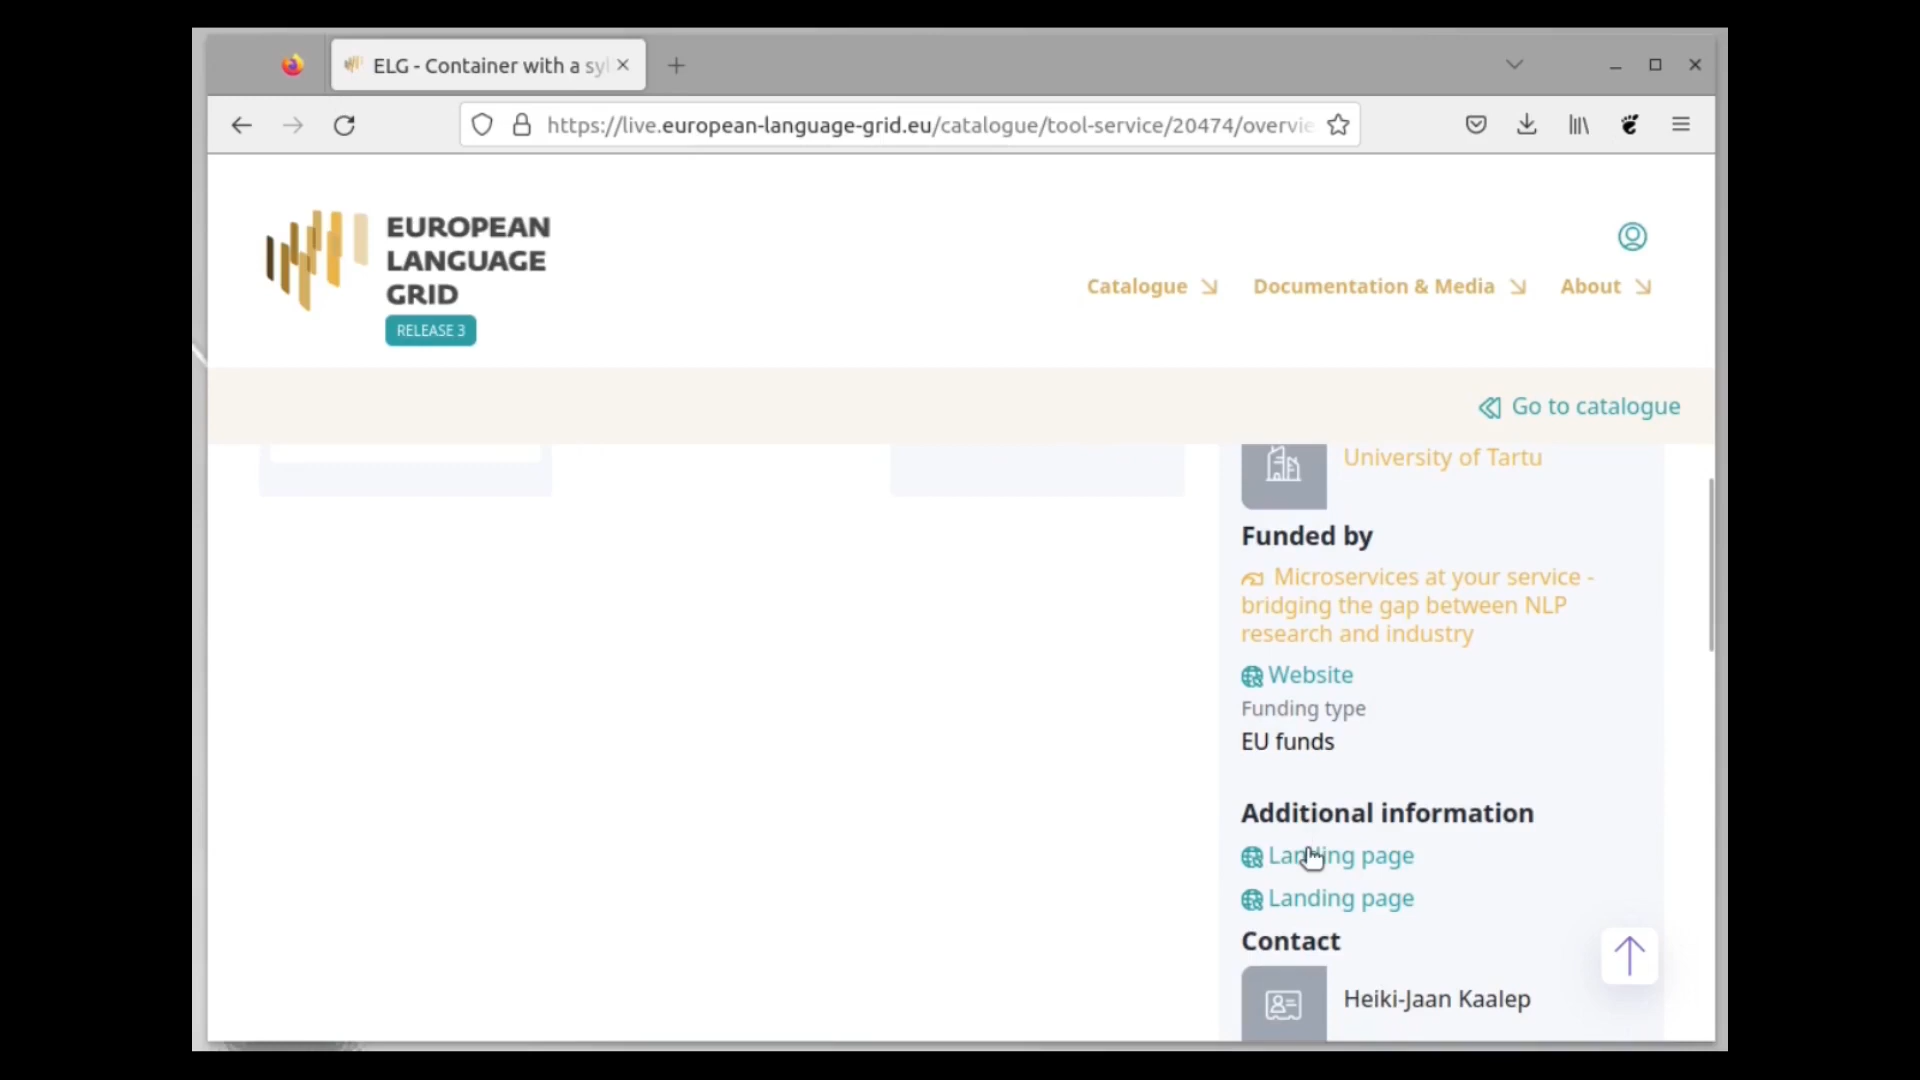 ELG - Container with a syl
https://live.european-language-grid.eu/catalogue/tool-service/20474/overvie
EUROPEAN
LANGUAGE
GRID
RELEASE 3
Catalogue Documentation & Media About
Go to catalogue
University of Tartu
Funded by
Microservices at your service -
bridging the gap between NLP
research and industry
Website
Funding type
EU funds
Additional information
Landing page
Landing page
Contact
Heiki-Jaan Kaalep